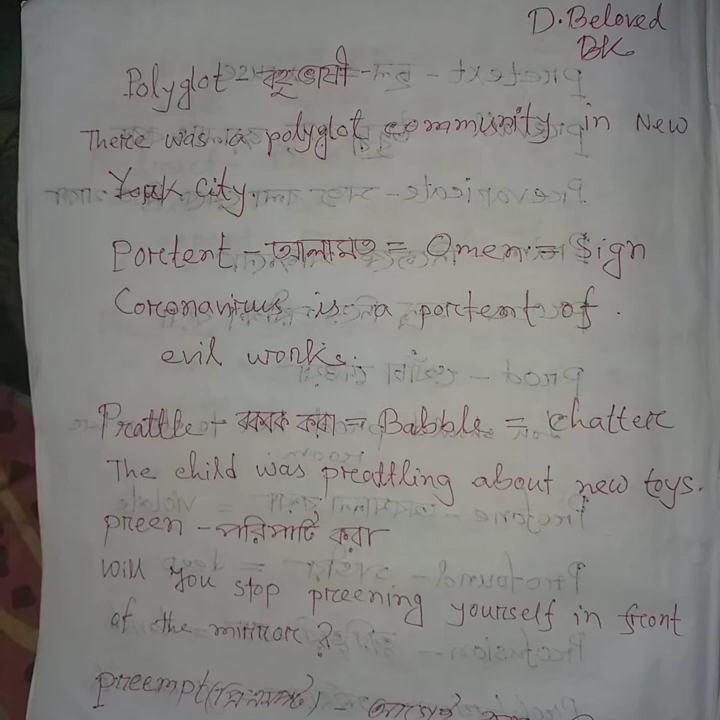 D. Beloved
BK
Polyglot - বহুভাষী
There was a polyglot community in New
York City.
Portent - আলামত = Omen = Sign
Coronavirus is a portent of
evil works.
Prattle - বকবক করা = Babble = chatter
The child was preattling about new toys.
preen - পরিপাটি করা
will you stop preening yourself in front
of the mirror?
preempt